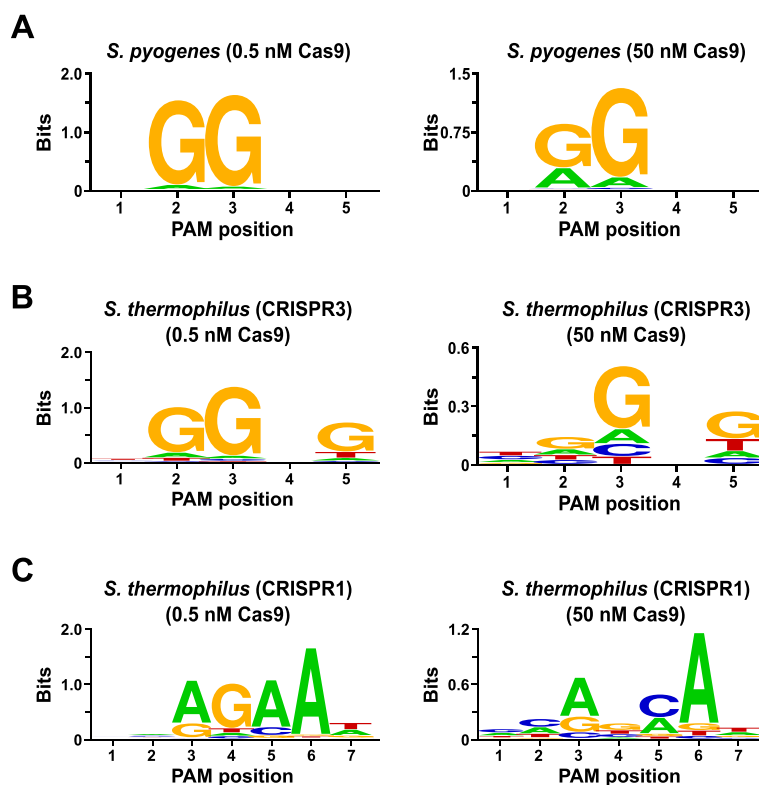 A
S. pyogenes (0.5 nM Cas9)
2.0
1.0
0
Bits
GG
A A
1 2 3 4 5
PAM position
S. pyogenes (50 nM Cas9)
1.5
0.75
0
Bits
G G
A A
1 2 3 4 5
PAM position
B
S. thermophilus (CRISPR3)
(0.5 nM Cas9)
2.0
1.0
0
Bits
G G G
T
1 2 3 4 5
PAM position
S. thermophilus (CRISPR3)
(50 nM Cas9)
0.6
0.3
0
Bits
T G G G
C A A T
A T C A
C T C
1 2 3 4 5
PAM position
C
S. thermophilus (CRISPR1)
(0.5 nM Cas9)
2.0
1.0
0
Bits
A G A A T
G T C A
1 2 3 4 5 6 7
PAM position
S. thermophilus (CRISPR1)
(50 nM Cas9)
1.2
0.6
0
Bits
C C A G C A T
A A G T A G A
T T C C G T G
1 2 3 4 5 6 7
PAM position